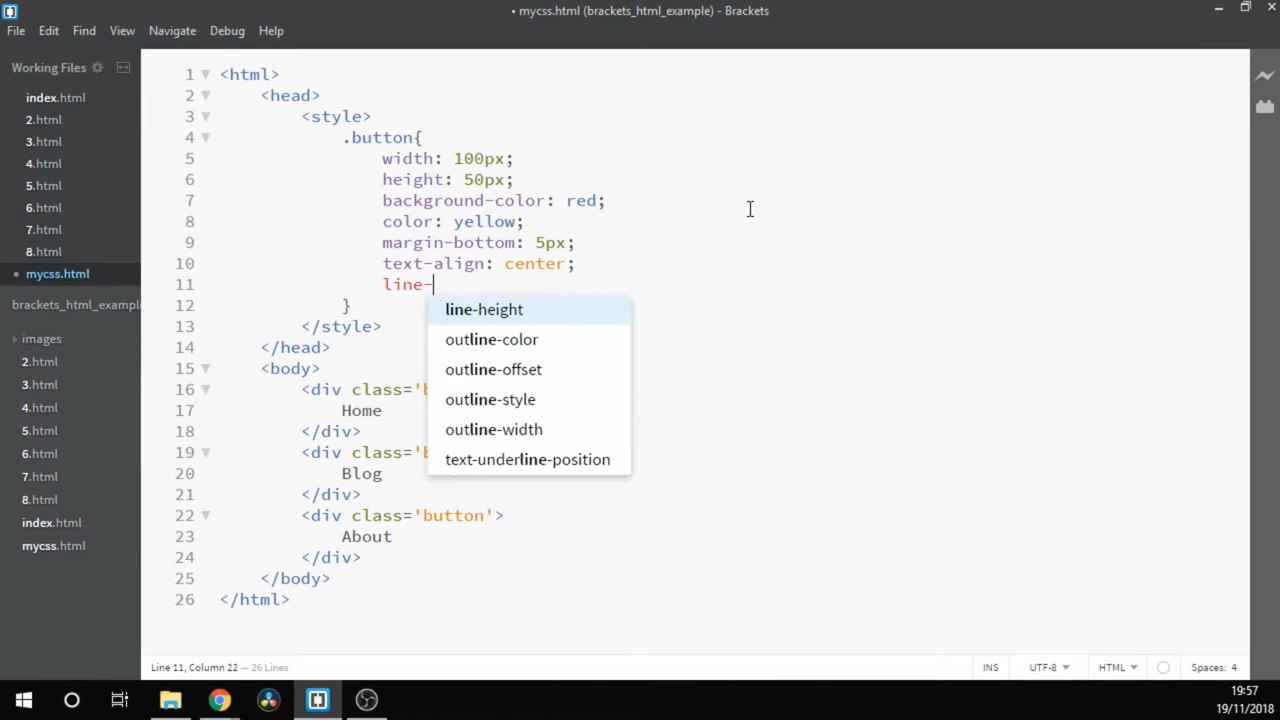 • mycss.html (brackets_html_example) - Brackets
File Edit Find View Navigate Debug Help
Working Files
index.html
2.html
3.html
4.html
5.html
6.html
7.html
8.html
• mycss.html
brackets_html_example
images
2.html
3.html
4.html
5.html
6.html
7.html
8.html
index.html
mycss.html
1 <html>
2 <head>
3 <style>
4 .button{
5 width: 100px;
6 height: 50px;
7 background-color: red;
8 color: yellow;
9 margin-bottom: 5px;
10 text-align: center;
11 line-
12 }
13 </style>
14 </head>
15 <body>
16 <div class='b
17 Home
18 </div>
19 <div class='b
20 Blog
21 </div>
22 <div class='button'>
23 About
24 </div>
25 </body>
26 </html>
line-height
outline-color
outline-offset
outline-style
outline-width
text-underline-position
Line 11, Column 22 — 26 Lines
INS UTF-8 HTML Spaces: 4
19:57
19/11/2018